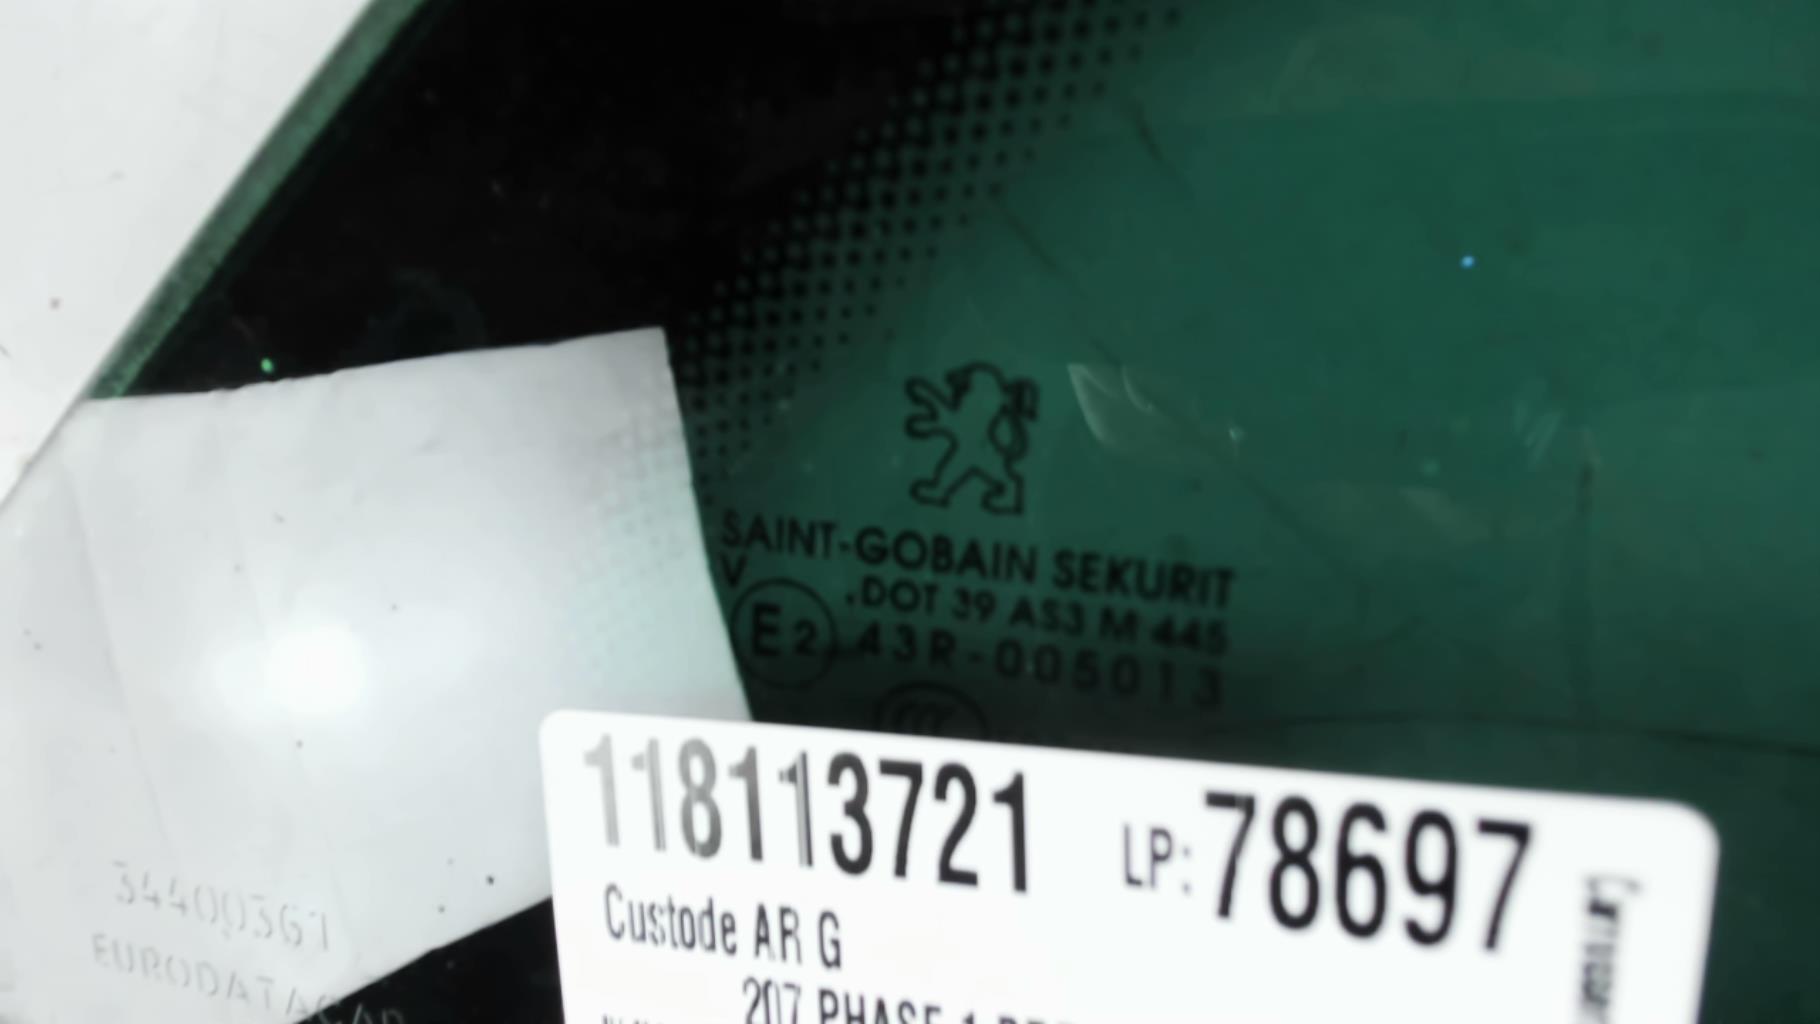 SAINT-GOBAIN SEKURIT
V
.DOT 39 AS3 M 445
E2 43R-005013
118113721 LP: 78697
Custode AR G
207 PHASE 1
34400361
EURODATACAR